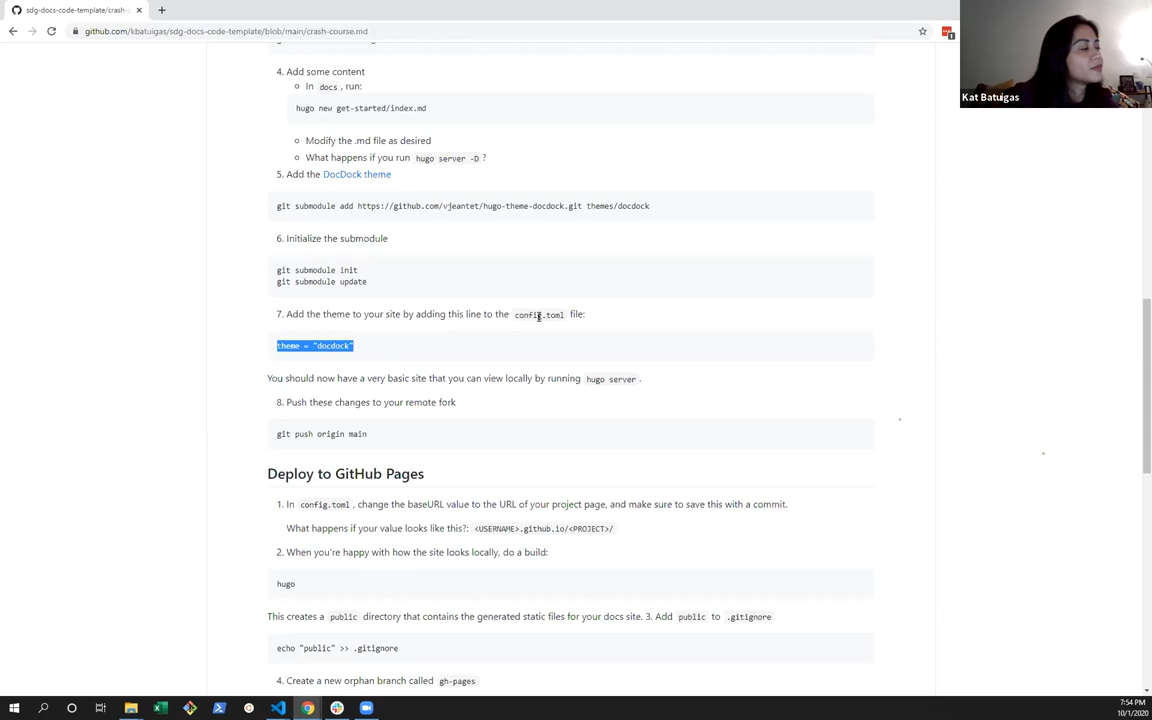 sdg-docs-code-template/crash-c
github.com/kbatuigas/sdg-docs-code-template/blob/main/crash-course.md
Kat Batuigas
4. Add some content
In docs , run:
hugo new get-started/index.md
Modify the .md file as desired
What happens if you run hugo server -D ?
5. Add the DocDock theme
git submodule add https://github.com/vjeantet/hugo-theme-docdock.git themes/docdock
6. Initialize the submodule
git submodule init
git submodule update
7. Add the theme to your site by adding this line to the config.toml file:
theme = "docdock"
You should now have a very basic site that you can view locally by running hugo server.
8. Push these changes to your remote fork
git push origin main
Deploy to GitHub Pages
1. In config.toml, change the baseURL value to the URL of your project page, and make sure to save this with a commit.
What happens if your value looks like this?: <USERNAME>.github.io/<PROJECT>/
2. When you're happy with how the site looks locally, do a build:
hugo
This creates a public directory that contains the generated static files for your docs site. 3. Add public to .gitignore
echo "public" >> .gitignore
4. Create a new orphan branch called gh-pages
7:54 PM
10/1/2020